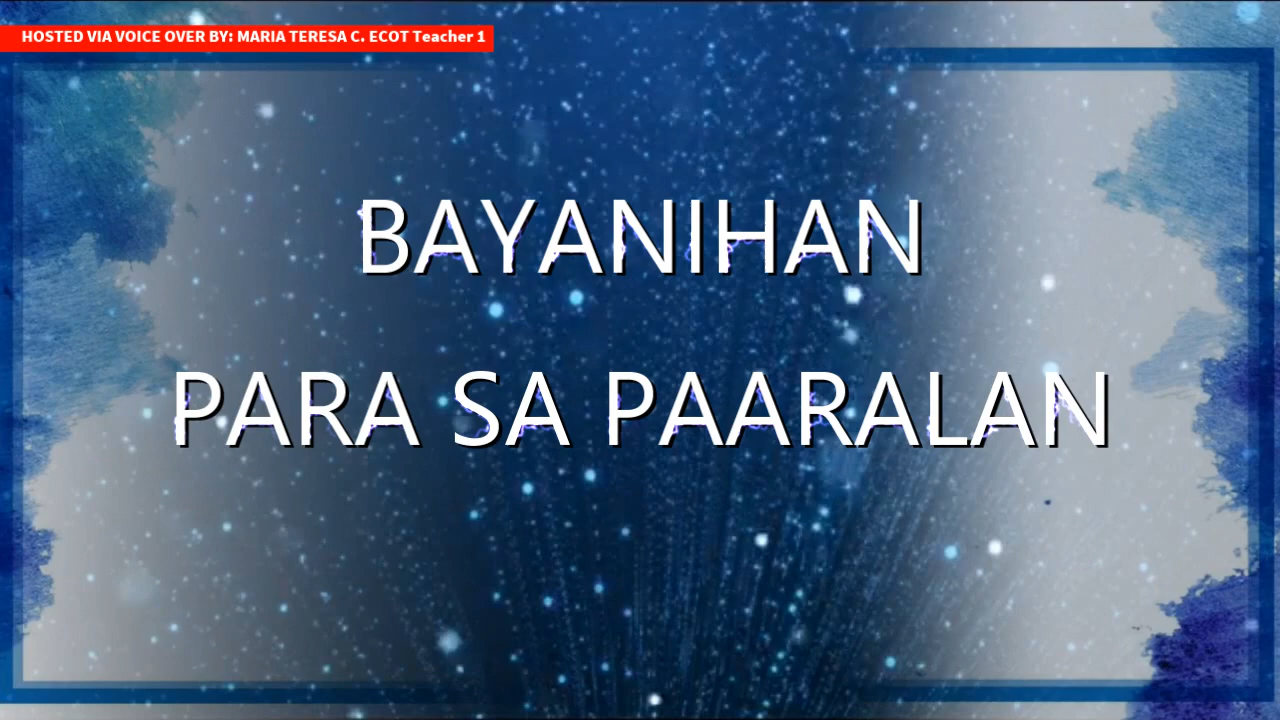 HOSTED VIA VOICE OVER BY: MARIA TERESA C. ECOT Teacher 1
BAYANIHAN
PARA SA PAARALAN